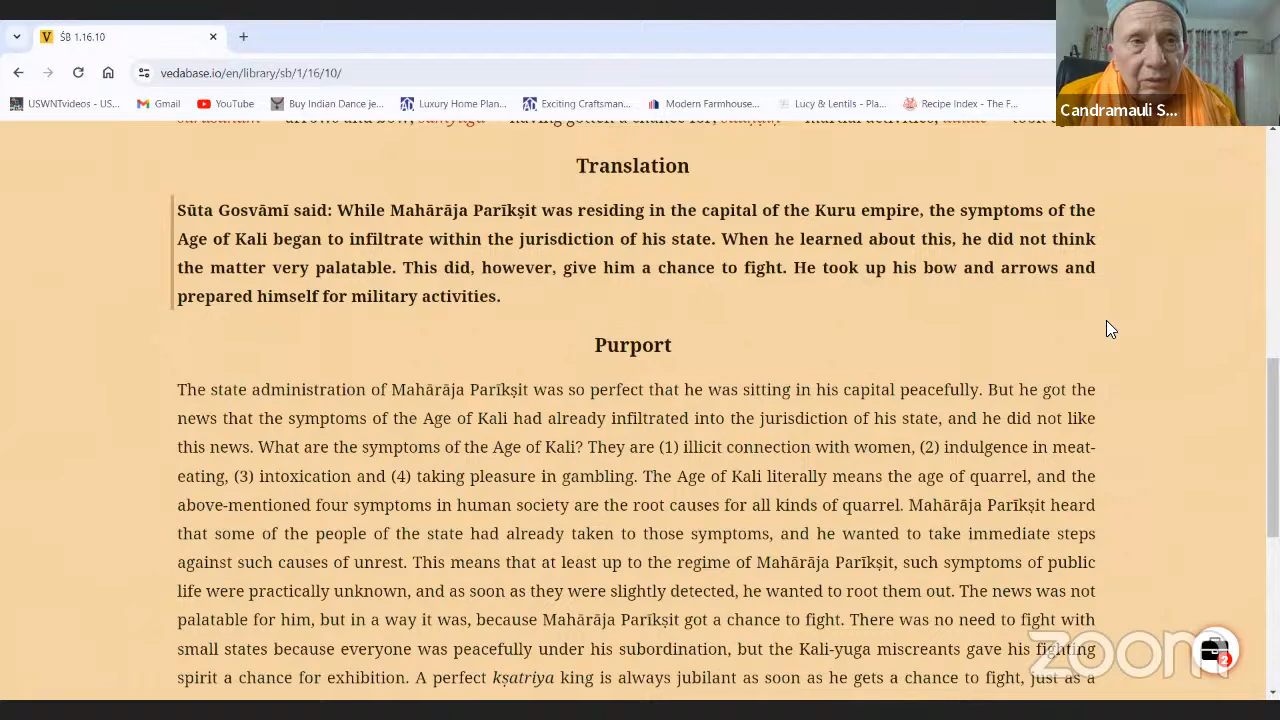 V ŚB 1.16.10
vedabase.io/en/library/sb/1/16/10/
USWNTvideos - US... Gmail YouTube Buy Indian Dance je... Luxury Home Plan... Exciting Craftsman... Modern Farmhouse... Lucy & Lentils - Pla... Recipe Index - The F...
Candramauli S...
Translation
Sūta Gosvāmī said: While Mahārāja Parīkṣit was residing in the capital of the Kuru empire, the symptoms of the
Age of Kali began to infiltrate within the jurisdiction of his state. When he learned about this, he did not think
the matter very palatable. This did, however, give him a chance to fight. He took up his bow and arrows and
prepared himself for military activities.
Purport
The state administration of Mahārāja Parīkṣit was so perfect that he was sitting in his capital peacefully. But he got the
news that the symptoms of the Age of Kali had already infiltrated into the jurisdiction of his state, and he did not like
this news. What are the symptoms of the Age of Kali? They are (1) illicit connection with women, (2) indulgence in meat-
eating, (3) intoxication and (4) taking pleasure in gambling. The Age of Kali literally means the age of quarrel, and the
above-mentioned four symptoms in human society are the root causes for all kinds of quarrel. Mahārāja Parīkṣit heard
that some of the people of the state had already taken to those symptoms, and he wanted to take immediate steps
against such causes of unrest. This means that at least up to the regime of Mahārāja Parīkṣit, such symptoms of public
life were practically unknown, and as soon as they were slightly detected, he wanted to root them out. The news was not
palatable for him, but in a way it was, because Mahārāja Parīkṣit got a chance to fight. There was no need to fight with
small states because everyone was peacefully under his subordination, but the Kali-yuga miscreants gave his fighting
spirit a chance for exhibition. A perfect kṣatriya king is always jubilant as soon as he gets a chance to fight, just as a
zoom
2